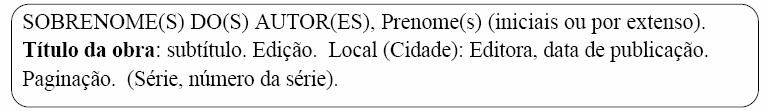 SOBRENOME(S) DO(S) AUTOR(ES), Prenome(s) (iniciais ou por extenso).
Título da obra: subtítulo. Edição. Local (Cidade): Editora, data de publicação.
Paginação. (Série, número da série).